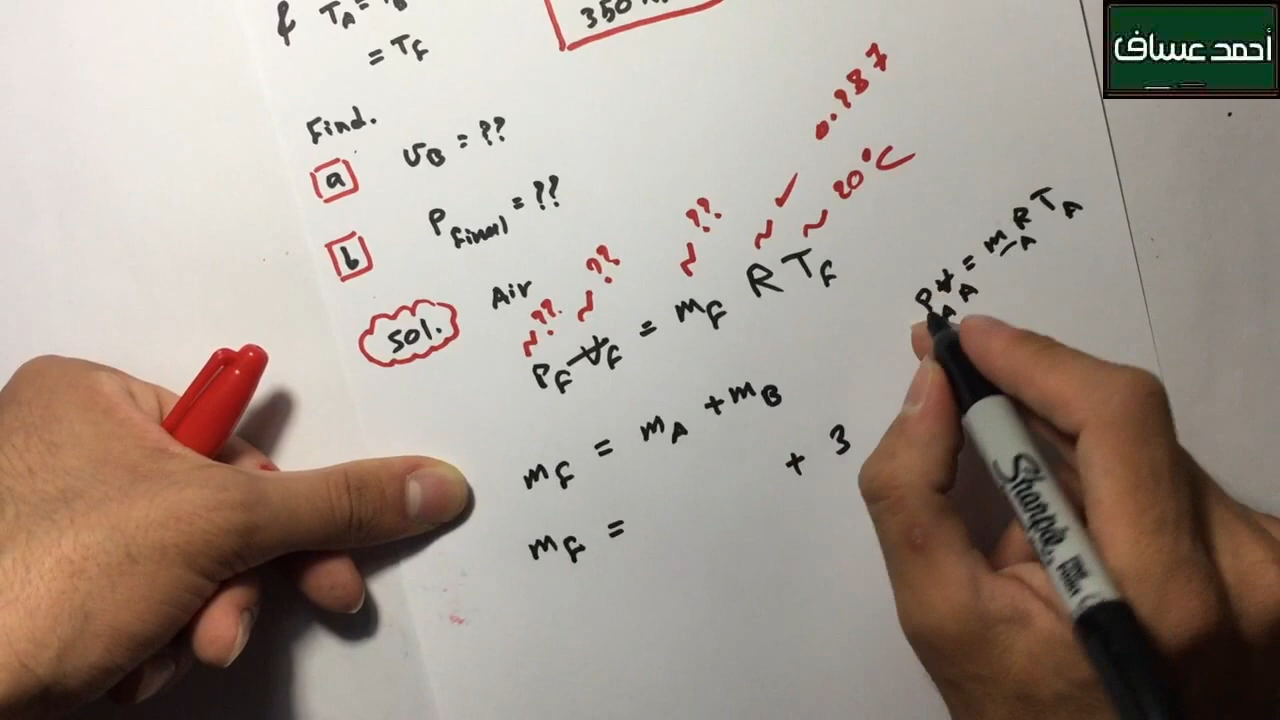 أحمد عساف
& T_A = T_B
= T_F
350
Find.
a V_B = ??
b P_final = ??
Sol. Air
?? ?? ?? ✓ 0.287 20°C
P_F V_F = m_F R T_F
P_A V_A = m_A R T_A
m_F = m_A + m_B
m_F = + 3
Sharpie